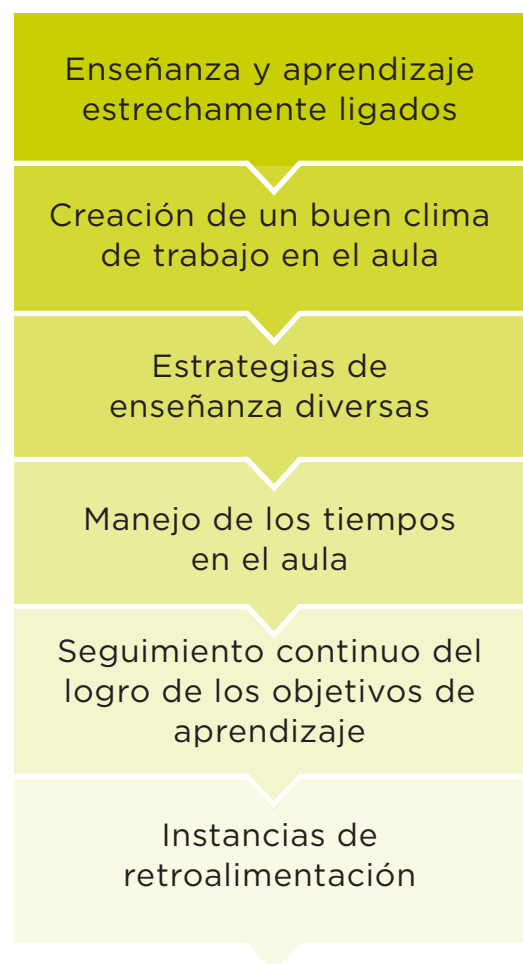 Enseñanza y aprendizaje
estrechamente ligados
Creación de un buen clima
de trabajo en el aula
Estrategias de
enseñanza diversas
Manejo de los tiempos
en el aula
Seguimiento continuo del
logro de los objetivos de
aprendizaje
Instancias de
retroalimentación